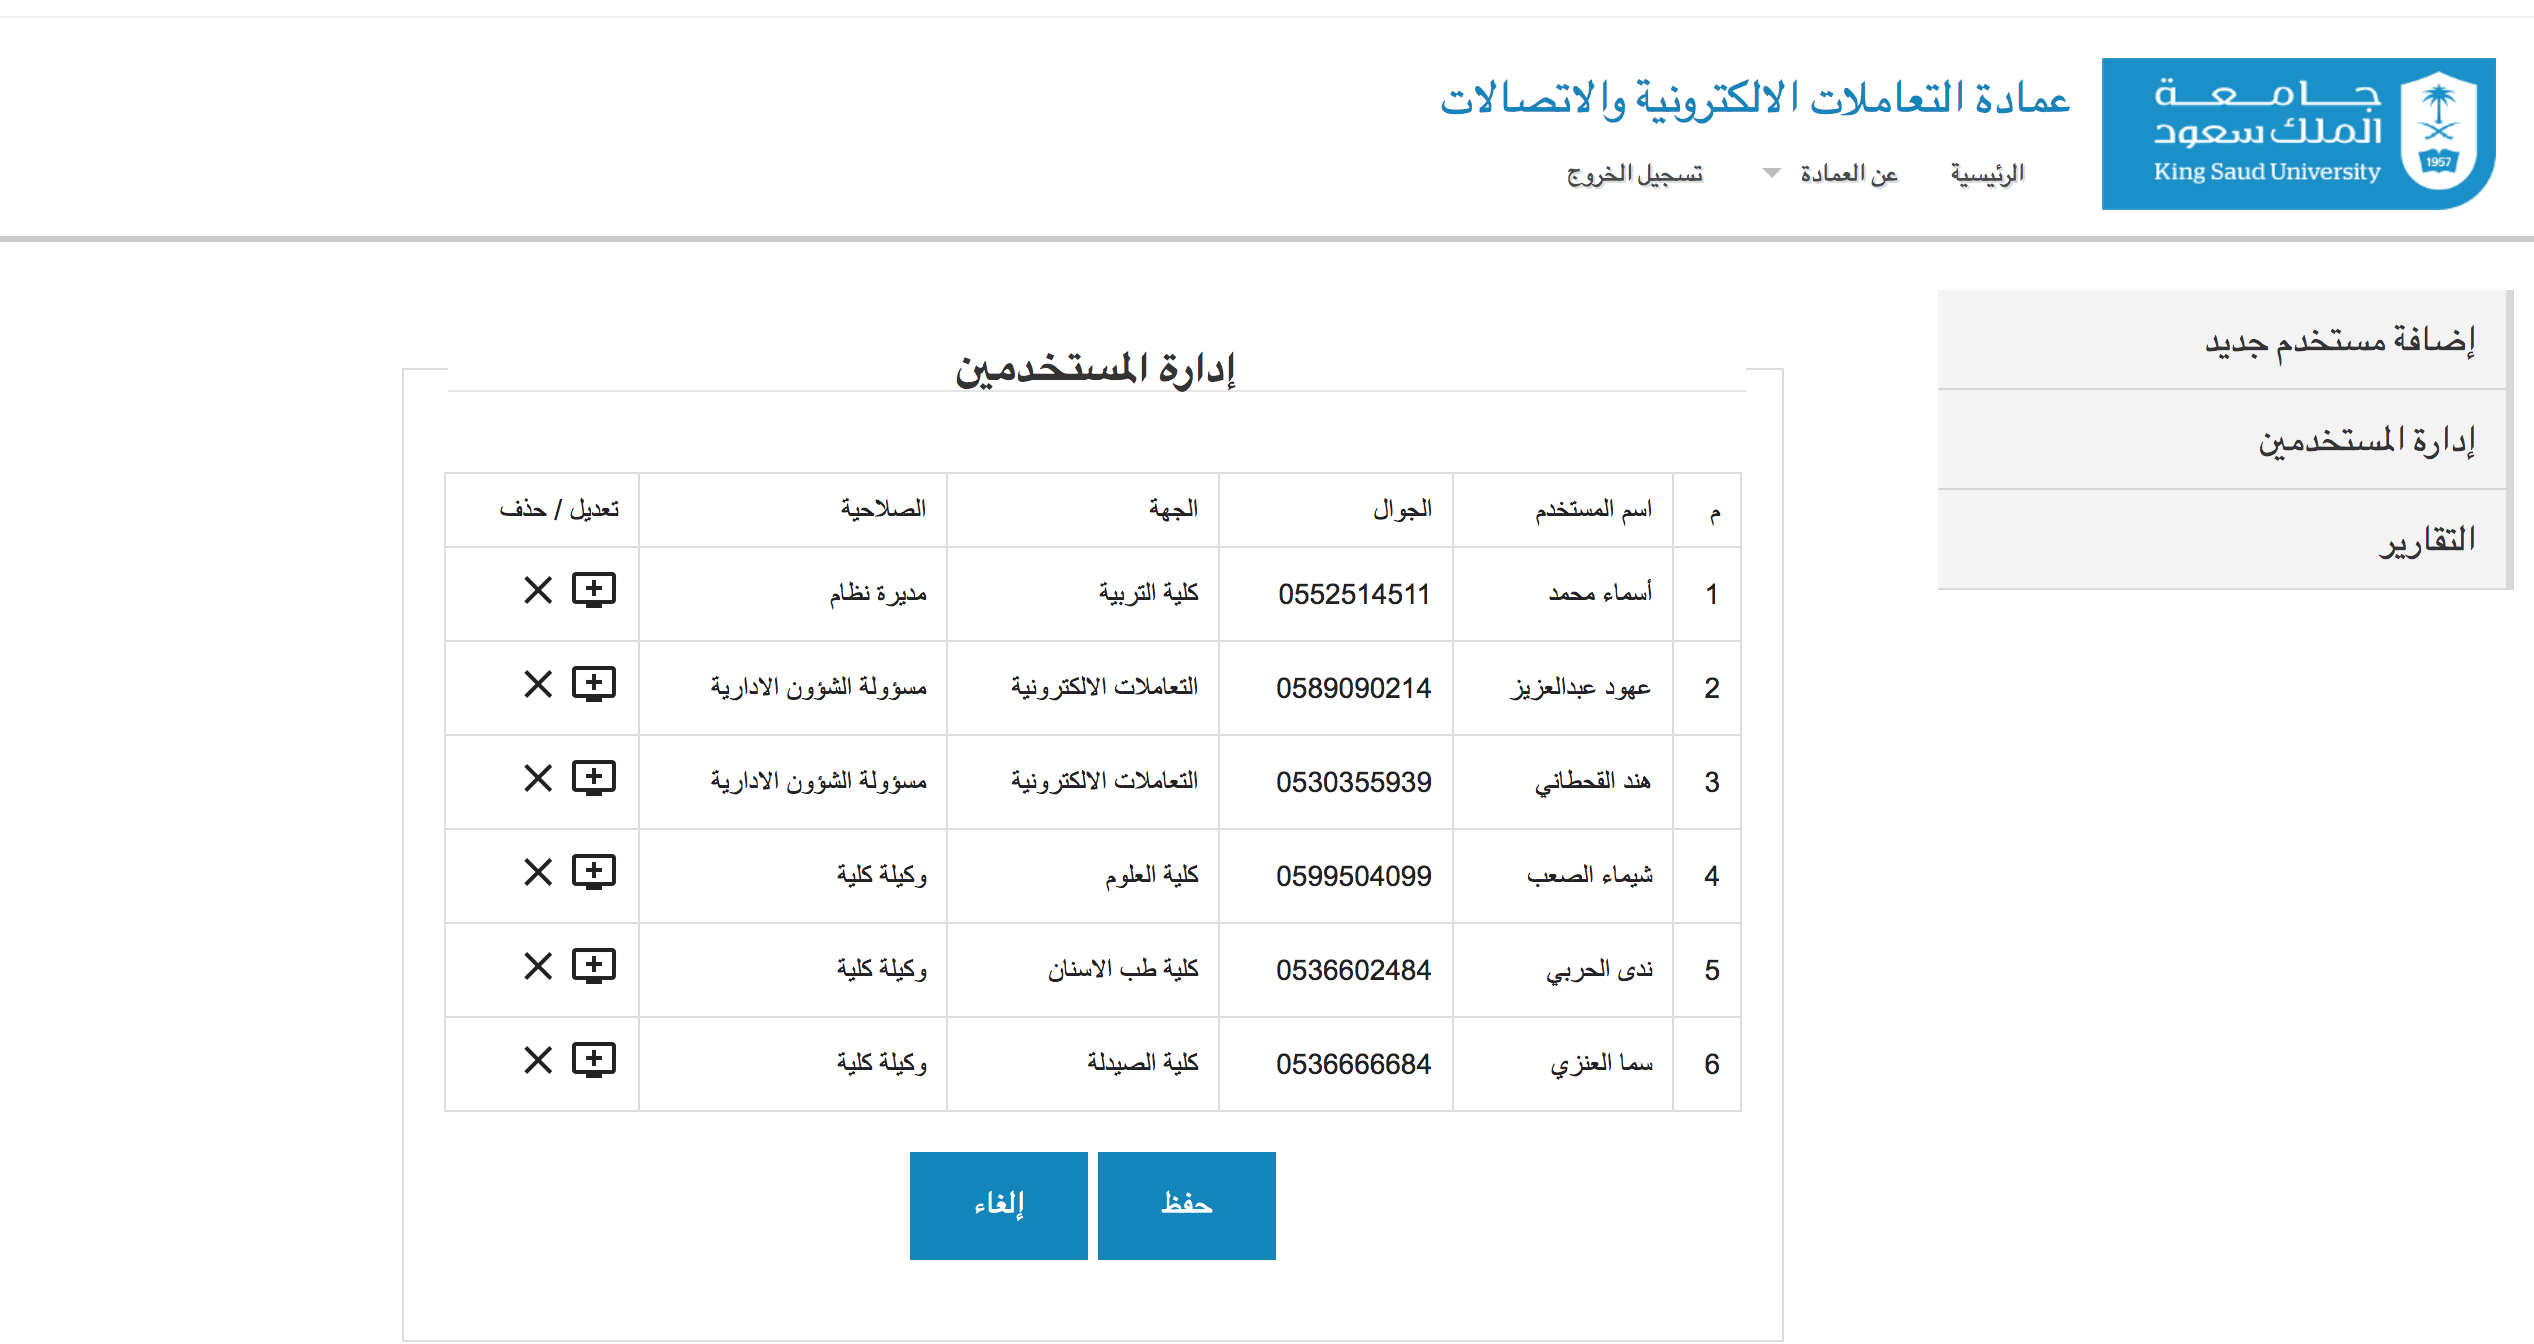 جامعة
الملك سعود
King Saud University
1957
عمادة التعاملات الالكترونية والاتصالات
الرئيسية عن العمادة تسجيل الخروج
إضافة مستخدم جديد
إدارة المستخدمين
التقارير
إدارة المستخدمين
م اسم المستخدم الجوال الجهة الصلاحية تعديل / حذف
1 أسماء محمد 0552514511 كلية التربية مديرة نظام
2 عهود عبدالعزيز 0589090214 التعاملات الالكترونية مسؤولة الشؤون الادارية
3 هند القحطاني 0530355939 التعاملات الالكترونية مسؤولة الشؤون الادارية
4 شيماء الصعب 0599504099 كلية العلوم وكيلة كلية
5 ندى الحربي 0536602484 كلية طب الاسنان وكيلة كلية
6 سما العنزي 0536666684 كلية الصيدلة وكيلة كلية
حفظ إلغاء